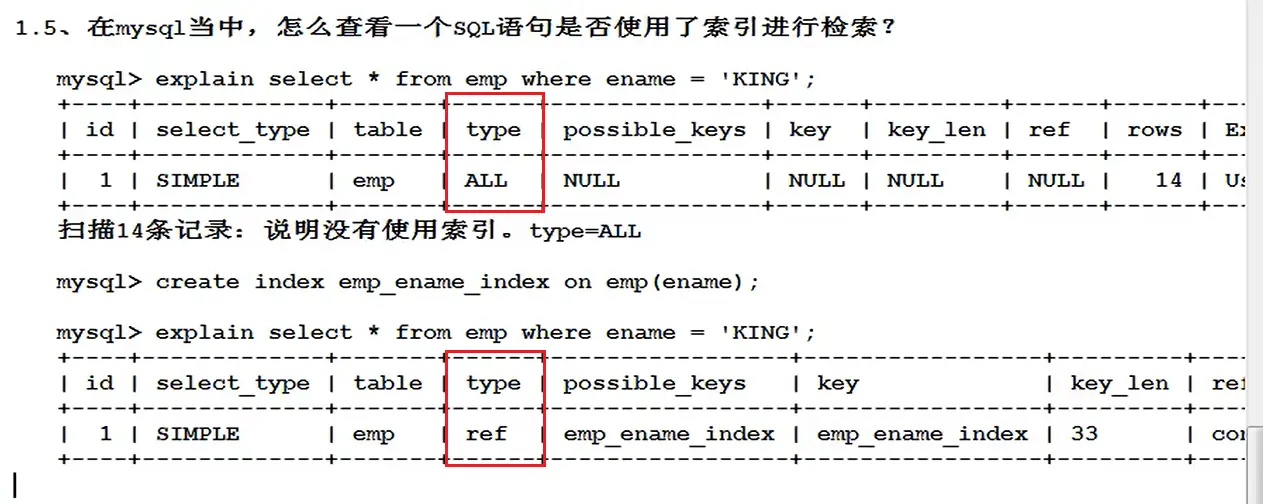 1.5、在mysql当中，怎么查看一个SQL语句是否使用了索引进行检索？
mysql> explain select * from emp where ename = 'KING';
+----+-------------+-------+------+---------------+------+---------+------+------+---
| id | select_type | table | type | possible_keys | key | key_len | ref | rows | Ex
+----+-------------+-------+------+---------------+------+---------+------+------+---
| 1 | SIMPLE | emp | ALL | NULL | NULL | NULL | NULL | 14 | Us
+----+-------------+-------+------+---------------+------+---------+------+------+---
扫描14条记录：说明没有使用索引。type=ALL
mysql> create index emp_ename_index on emp(ename);
mysql> explain select * from emp where ename = 'KING';
+----+-------------+-------+------+-----------------+-----------------+---------+----
| id | select_type | table | type | possible_keys | key | key_len | ref
+----+-------------+-------+------+-----------------+-----------------+---------+----
| 1 | SIMPLE | emp | ref | emp_ename_index | emp_ename_index | 33 | con
+----+-------------+-------+------+-----------------+-----------------+---------+----